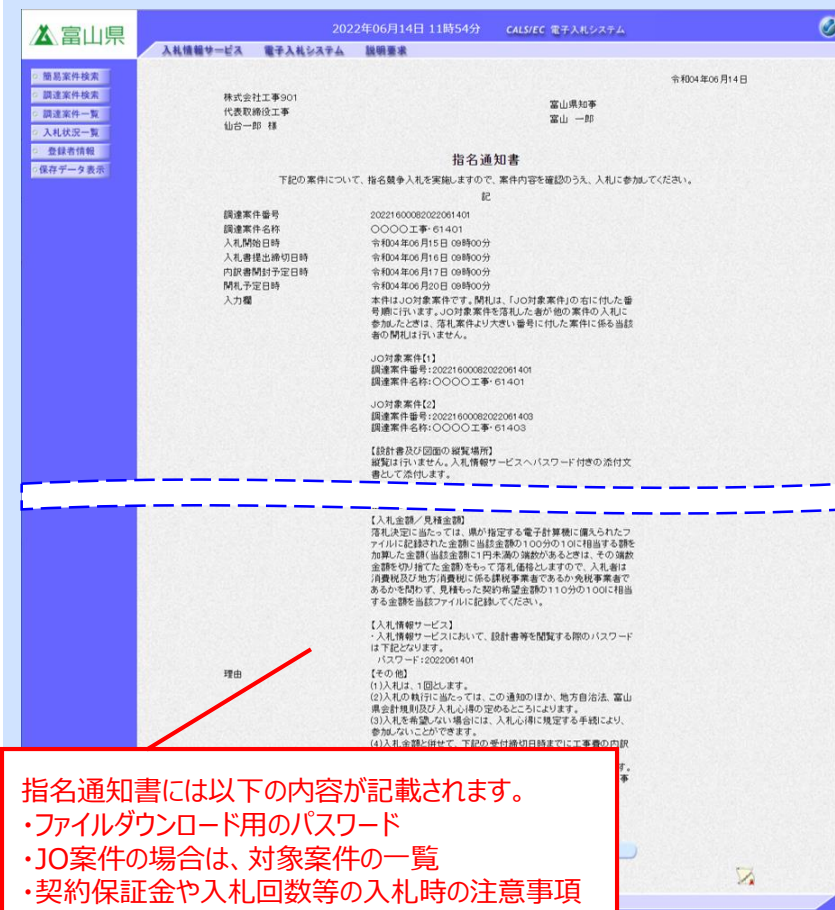 富山県
2022年06月14日 11時54分
CALS/EC 電子入札システム
入札情報サービス 電子入札システム 説明要求
簡易案件検索
調達案件検索
調達案件一覧
入札状況一覧
登録者情報
保存データ表示
令和04年06月14日
株式会社工事901
代表取締役工事
仙台一郎 様
富山県知事
富山 一郎
指名通知書
下記の案件について、指名競争入札を実施しますので、案件内容を確認のうえ、入札に参加してください。
記
調達案件番号 20221600082022061401
調達案件名称 〇〇〇〇工事・61401
入札開始日時 令和04年06月15日 09時00分
入札書提出締切日時 令和04年06月16日 09時00分
内訳書開封予定日時 令和04年06月17日 09時00分
開札予定日時 令和04年06月20日 09時00分
入力欄 本件はJO対象案件です。開札は、「JO対象案件」の右に付した番
号順に行います。JO対象案件を落札した者が他の案件の入札に
参加したときは、落札案件より大きい番号に付した案件に係る当該
者の開札は行いません。
JO対象案件【1】
調達案件番号:20221600082022061401
調達案件名称:〇〇〇〇工事・61401
JO対象案件【2】
調達案件番号:20221600082022061403
調達案件名称:〇〇〇〇工事・61403
【設計書及び図面の縦覧場所】
縦覧は行いません。入札情報サービスへパスワード付きの添付文
書として添付します。
【入札金額／見積金額】
落札決定に当たっては、県が指定する電子計算機に備えられたフ
ァイルに記録された金額に当該金額の100分の10に相当する額を
加算した金額(当該金額に1円未満の端数があるときは、その端数
金額を切り捨てた金額)をもって落札価格としますので、入札者は
消費税及び地方消費税に係る課税事業者であるか免税事業者で
あるかを問わず、見積もった契約希望金額の110分の100に相当
する金額を当該ファイルに記録してください。
【入札情報サービス】
・入札情報サービスにおいて、設計書等を閲覧する際のパスワード
は下記となります。
パスワード:2022061401
理由 【その他】
(1)入札は、1回とします。
(2)入札の執行に当たっては、この通知のほか、地方自治法、富山
県会計規則及び入札心得の定めるところによります。
(3)入札を希望しない場合には、入札心得に規定する手続により、
参加しないことができます。
(4)入札金額と併せて、下記の受付締切日時までに工事費の内訳
す。
事
指名通知書には以下の内容が記載されます。
・ファイルダウンロード用のパスワード
・JO案件の場合は、対象案件の一覧
・契約保証金や入札回数等の入札時の注意事項